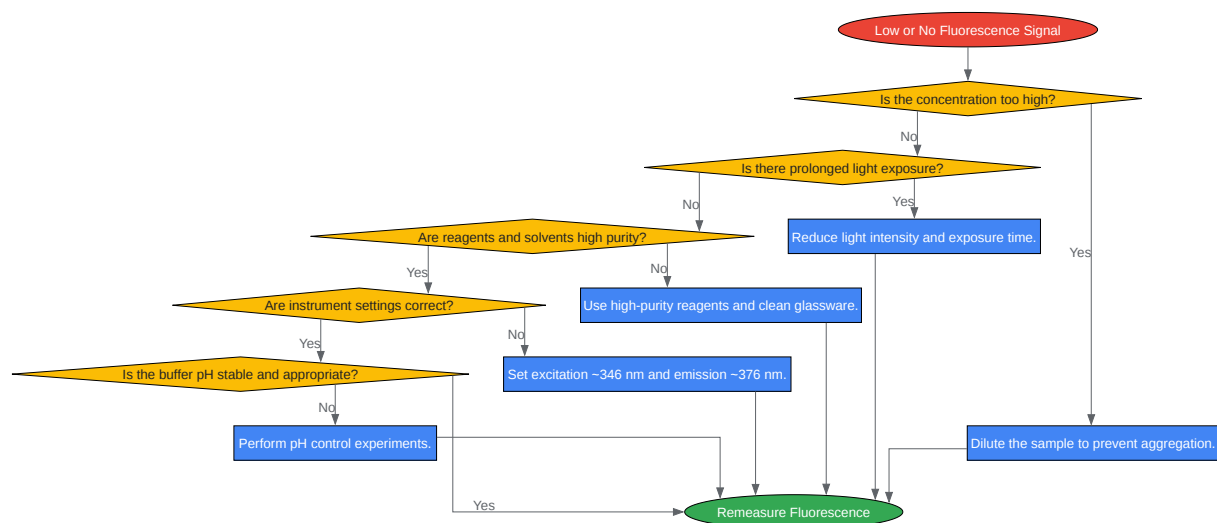 Low or No Fluorescence Signal
Is the concentration too high?
No
Is there prolonged light exposure?
Yes
No
Reduce light intensity and exposure time.
Are reagents and solvents high purity?
Yes
No
Yes
Use high-purity reagents and clean glassware.
Are instrument settings correct?
Yes
No
Set excitation ~346 nm and emission ~376 nm.
Is the buffer pH stable and appropriate?
No
Perform pH control experiments.
Dilute the sample to prevent aggregation.
Yes
Remeasure Fluorescence